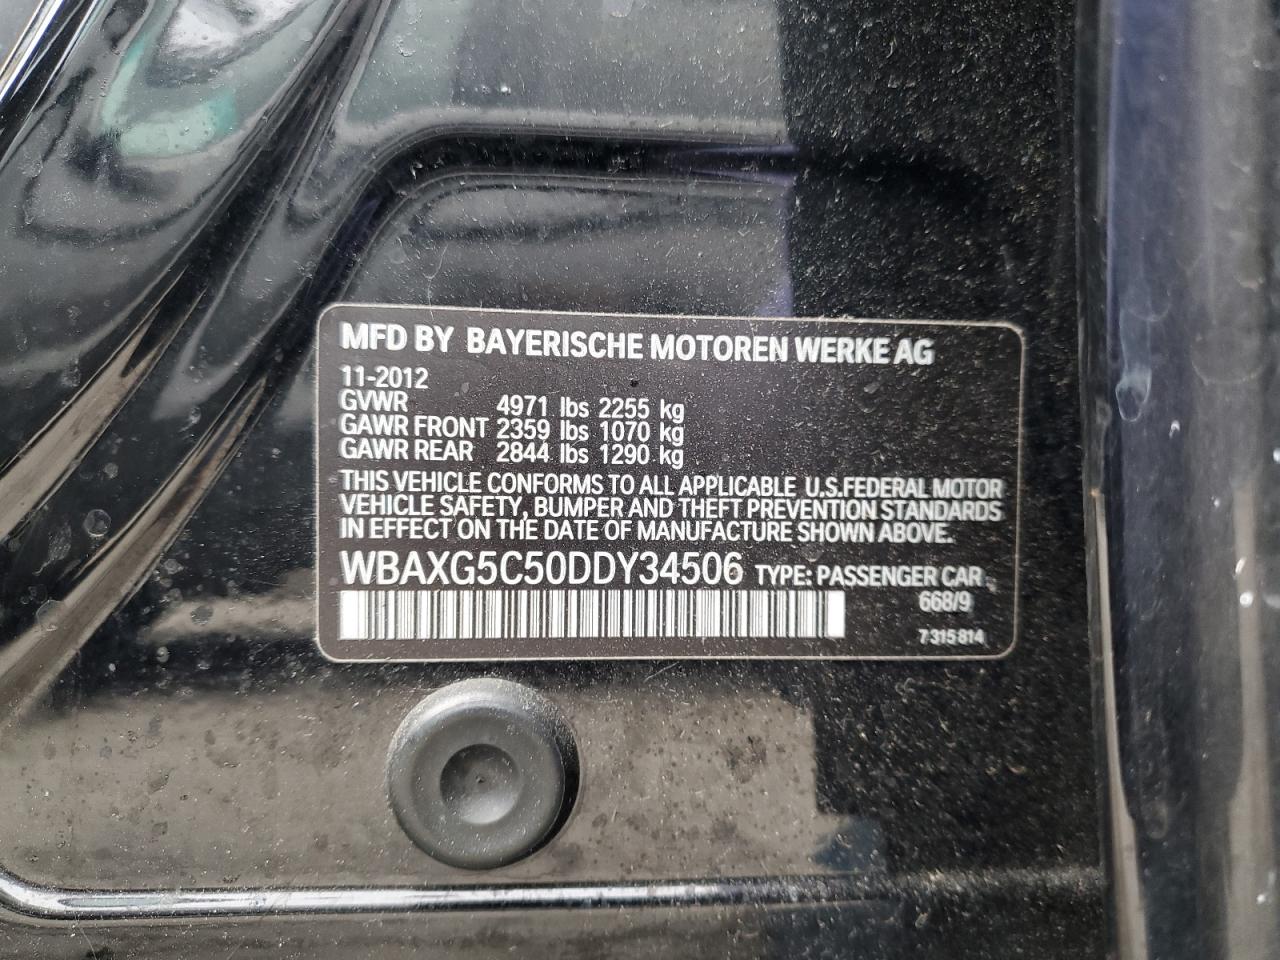 MFD BY BAYERISCHE MOTOREN WERKE AG
11-2012
GVWR 4971 lbs 2255 kg
GAWR FRONT 2359 lbs 1070 kg
GAWR REAR 2844 lbs 1290 kg
THIS VEHICLE CONFORMS TO ALL APPLICABLE U.S.FEDERAL MOTOR
VEHICLE SAFETY, BUMPER AND THEFT PREVENTION STANDARDS
IN EFFECT ON THE DATE OF MANUFACTURE SHOWN ABOVE.
WBAXG5C50DDY34506 TYPE: PASSENGER CAR
668/9
7 315 814